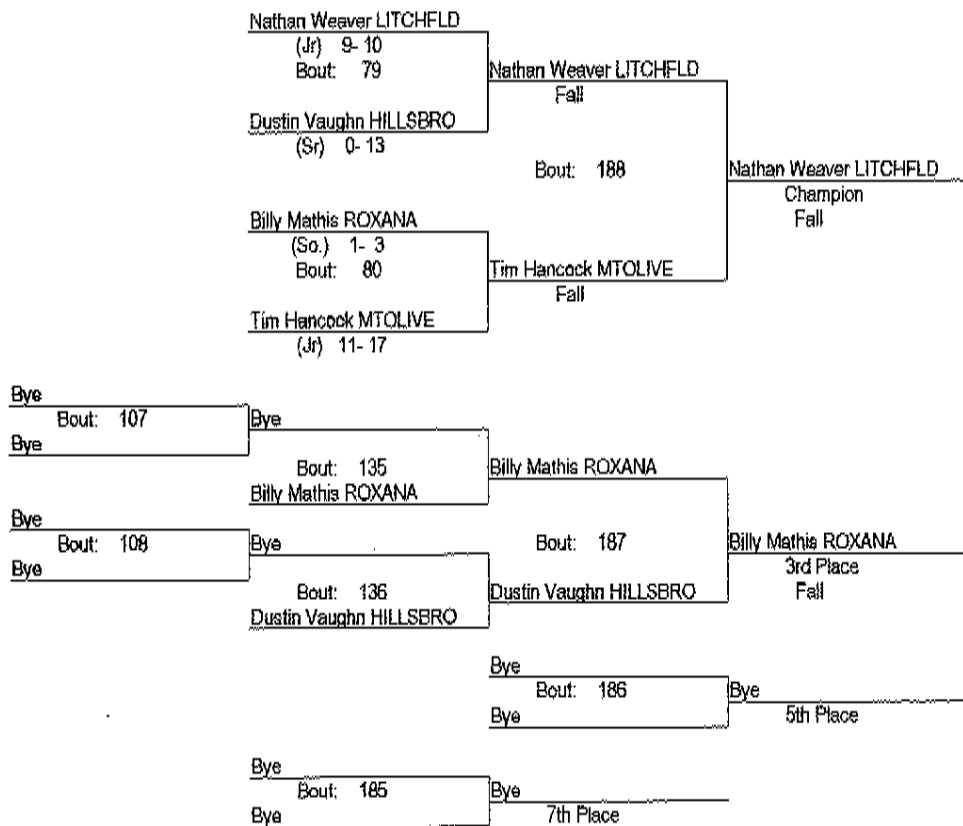 Nathan Weaver LITCHFLD
(Jr) 9- 10
Bout: 79
Nathan Weaver LITCHFLD
Fall
Dustin Vaughn HILLSBRO
(Sr) 0- 13
Bout: 188
Nathan Weaver LITCHFLD
Champion
Fall
Billy Mathis ROXANA
(So.) 1- 3
Bout: 80
Tim Hancock MTOLIVE
Fall
Tim Hancock MTOLIVE
(Jr) 11- 17
Bye
Bout: 107
Bye
Bye
Bout: 135
Billy Mathis ROXANA
Billy Mathis ROXANA
Bye
Bout: 108
Bye
Bye
Bout: 187
Billy Mathis ROXANA
3rd Place
Fall
Bout: 136
Dustin Vaughn HILLSBRO
Dustin Vaughn HILLSBRO
Bye
Bout: 186
Bye
Bye
5th Place
Bye
Bout: 185
Bye
Bye
7th Place